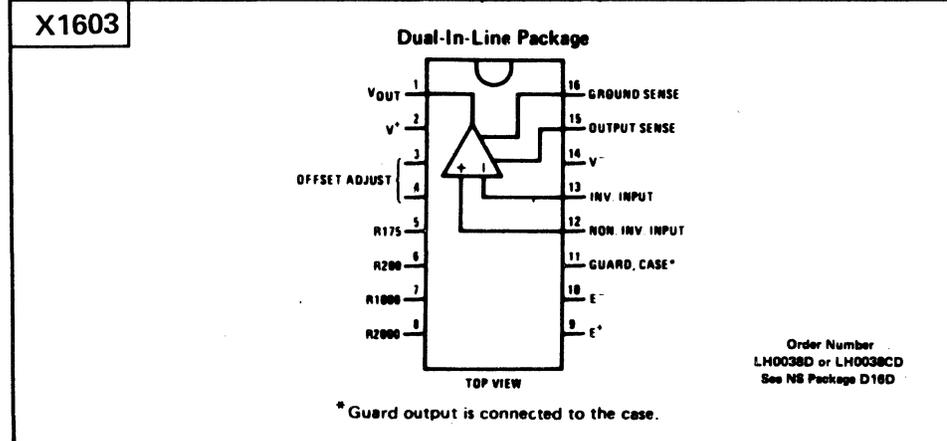 X1603
Dual-In-Line Package
VOUT 1
16 GROUND SENSE
V+ 2
15 OUTPUT SENSE
3
14 V-
OFFSET ADJUST
4
13 INV. INPUT
R175 5
12 NON. INV. INPUT
R200 6
11 GUARD, CASE*
R1000 7
10 E-
R2000 8
9 E+
+ -
TOP VIEW
Order Number
LH0038D or LH0038CD
See NS Package D16D
*Guard output is connected to the case.